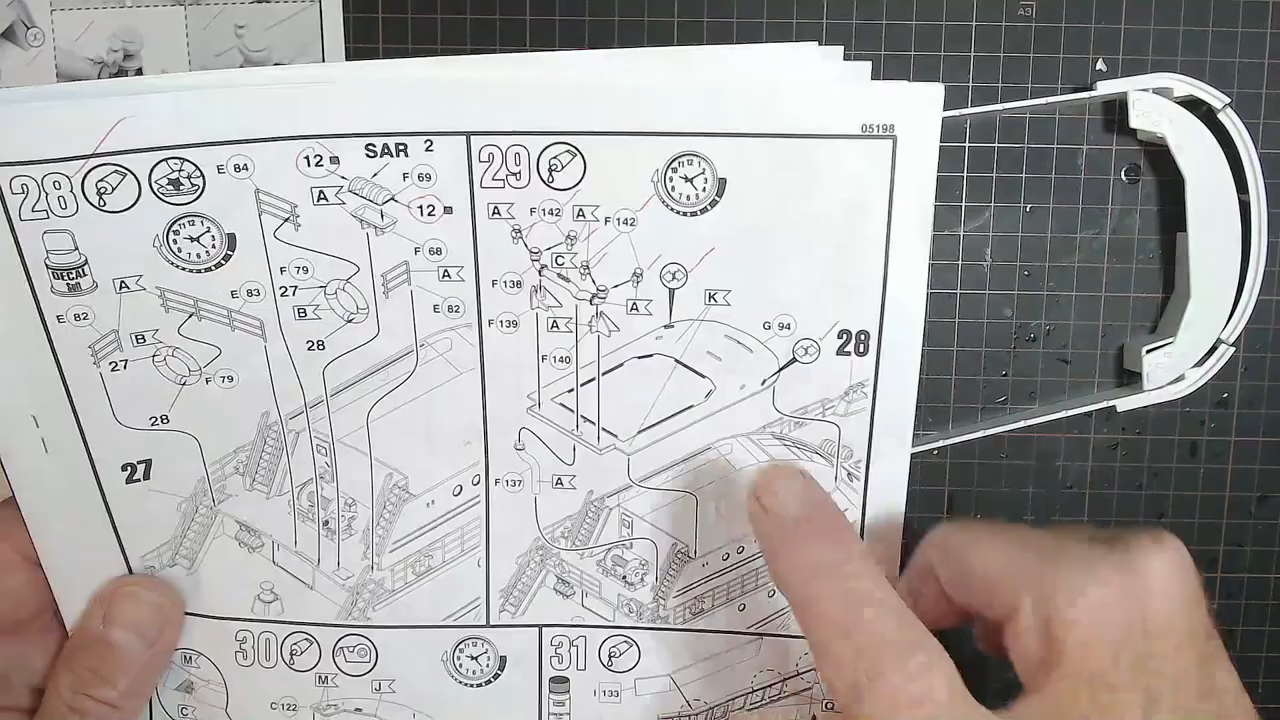 A3
05198
28
E 84
12
SAR 2
F 69
A
12
F 68
DECAL
Soft
A
E 82
E 83
F 79
27
B
A
E 82
B
27
F 79
28
28
27
29
A
F 142
A
F 142
C
F 138
A
F 139
A
F 140
K
G 94
28
F 137
A
30
M
C
M
J
C 122
31
I 133
Q